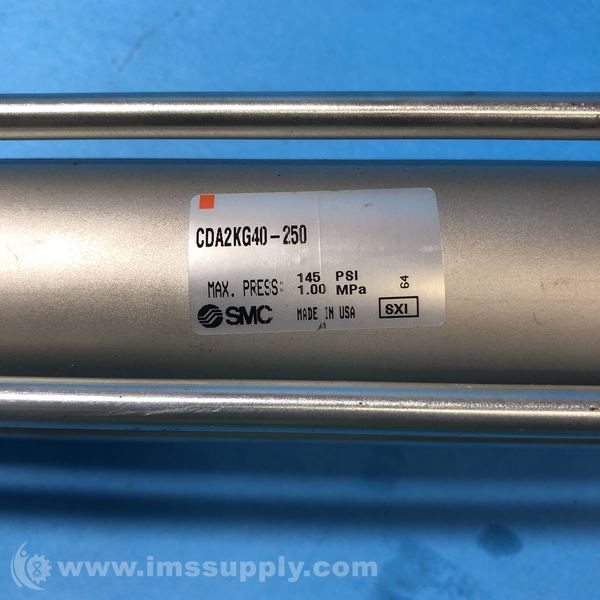 CDA2KG40-250
MAX. PRESS: 145 PSI
1.00 MPa
64
SMC MADE IN USA SXI
www.imssupply.com